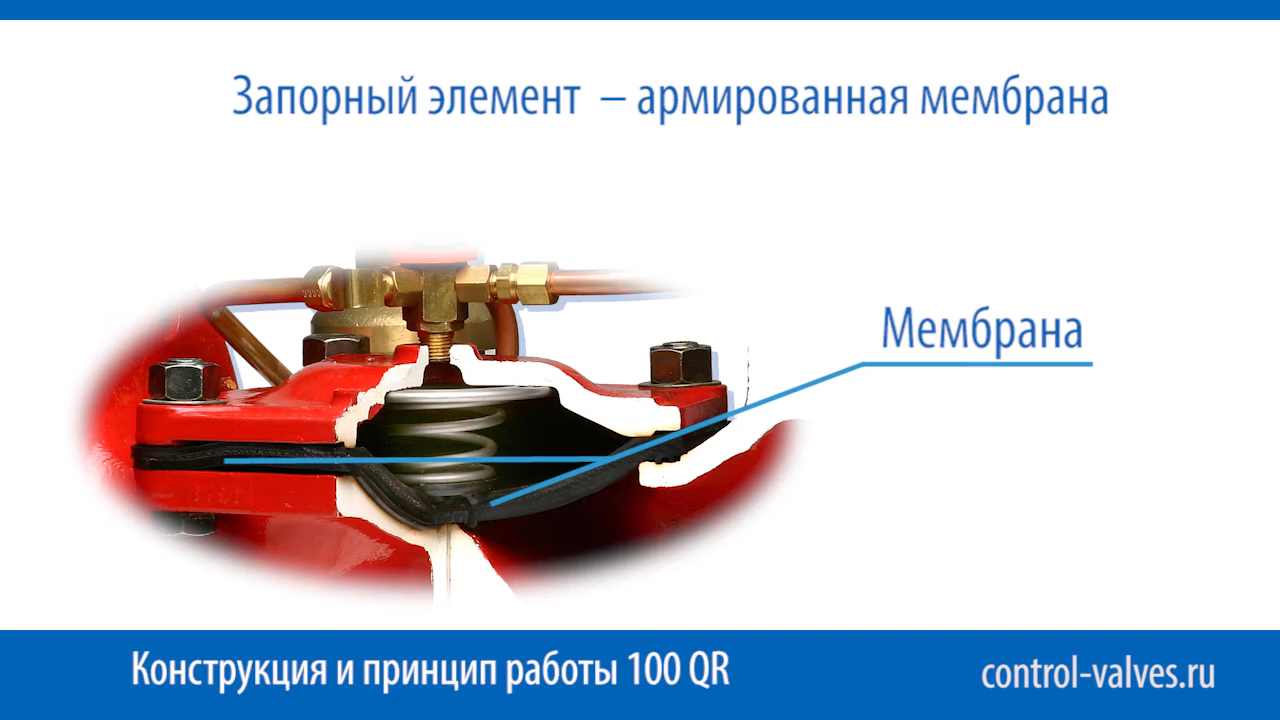 Запорный элемент – армированная мембрана
Мембрана
Конструкция и принцип работы 100 QR
control-valves.ru